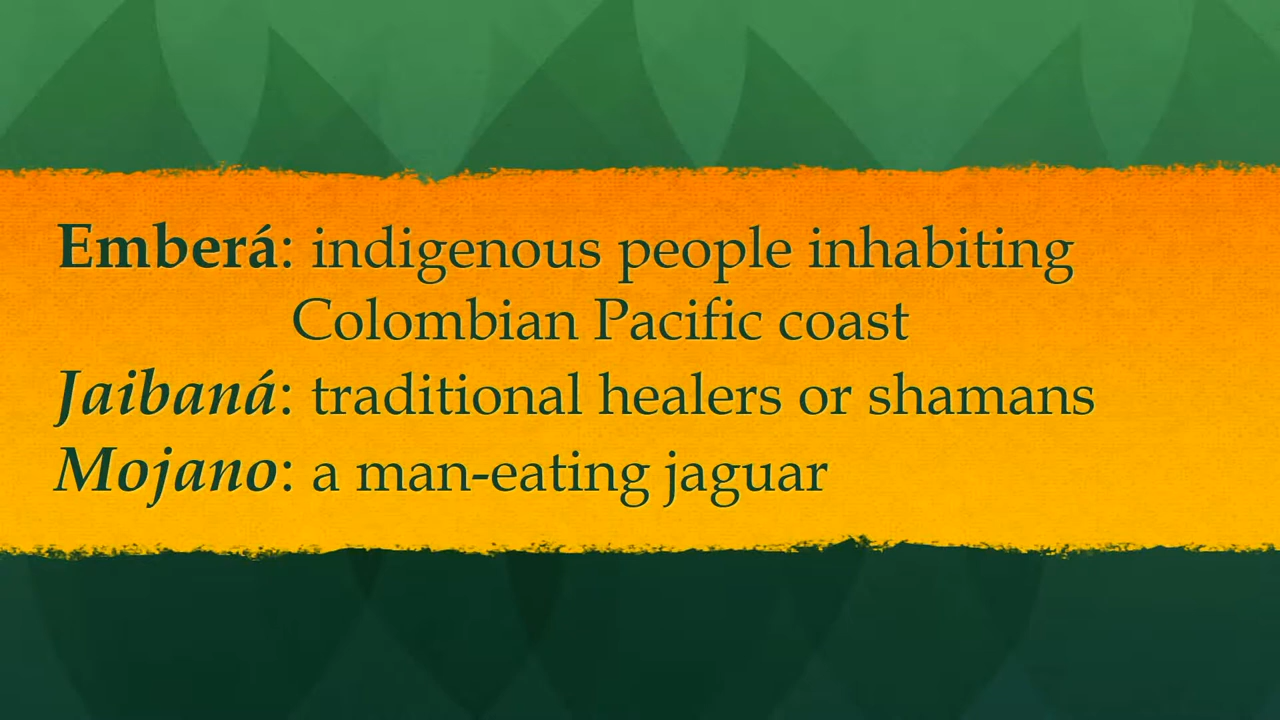 Emberá: indigenous people inhabiting
Colombian Pacific coast
Jaibaná: traditional healers or shamans
Mojano: a man-eating jaguar